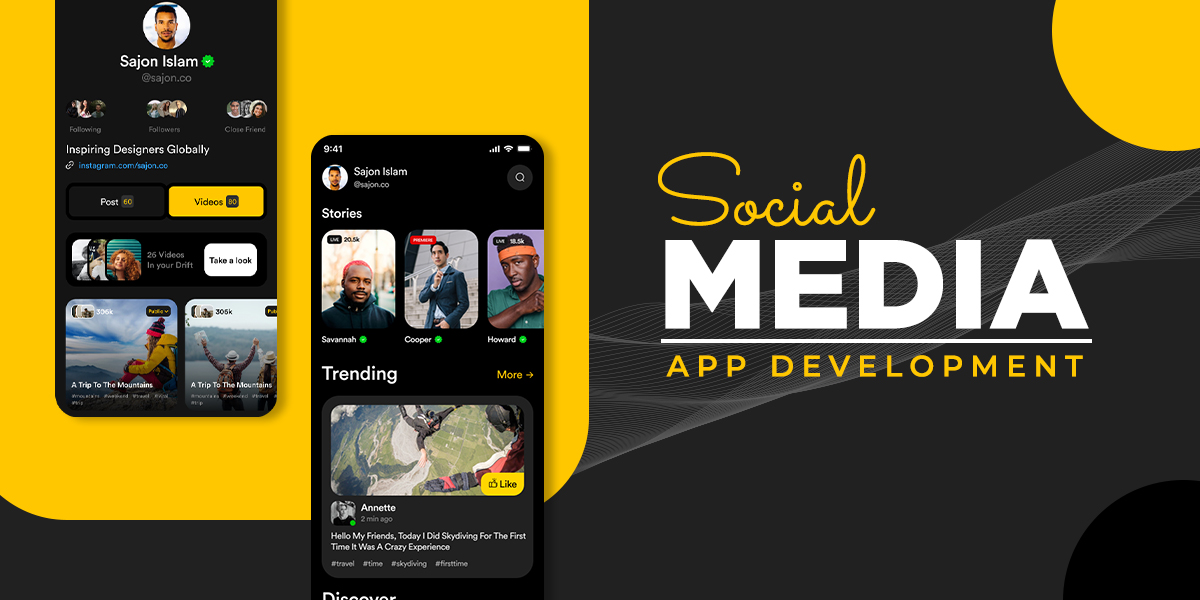 Sajon Islam
@sajon.co
Following
Followers
Close Friend
Inspiring Designers Globally
instagram.com/sajon.co
Post 60
Videos 80
26 Videos
In your Drift
Take a look
306k
Public
A Trip To The Mountains
#mountains #weekend #travel #vajal
#trip
305k
A Trip To The Mountains
#mountains #weekend #travel
#trip
9:41
Sajon Islam
@sajon.co
Stories
LIVE 20.5k
PREMIERE
LIVE 18.5k
Savannah
Cooper
Howard
Trending
More →
Like
Annette
2 min ago
Hello My Friends, Today I Did Skydiving For The First
Time It Was A Crazy Experience
#travel #time #skydiving #firsttime
Discover
Social
MEDIA
APP DEVELOPMENT